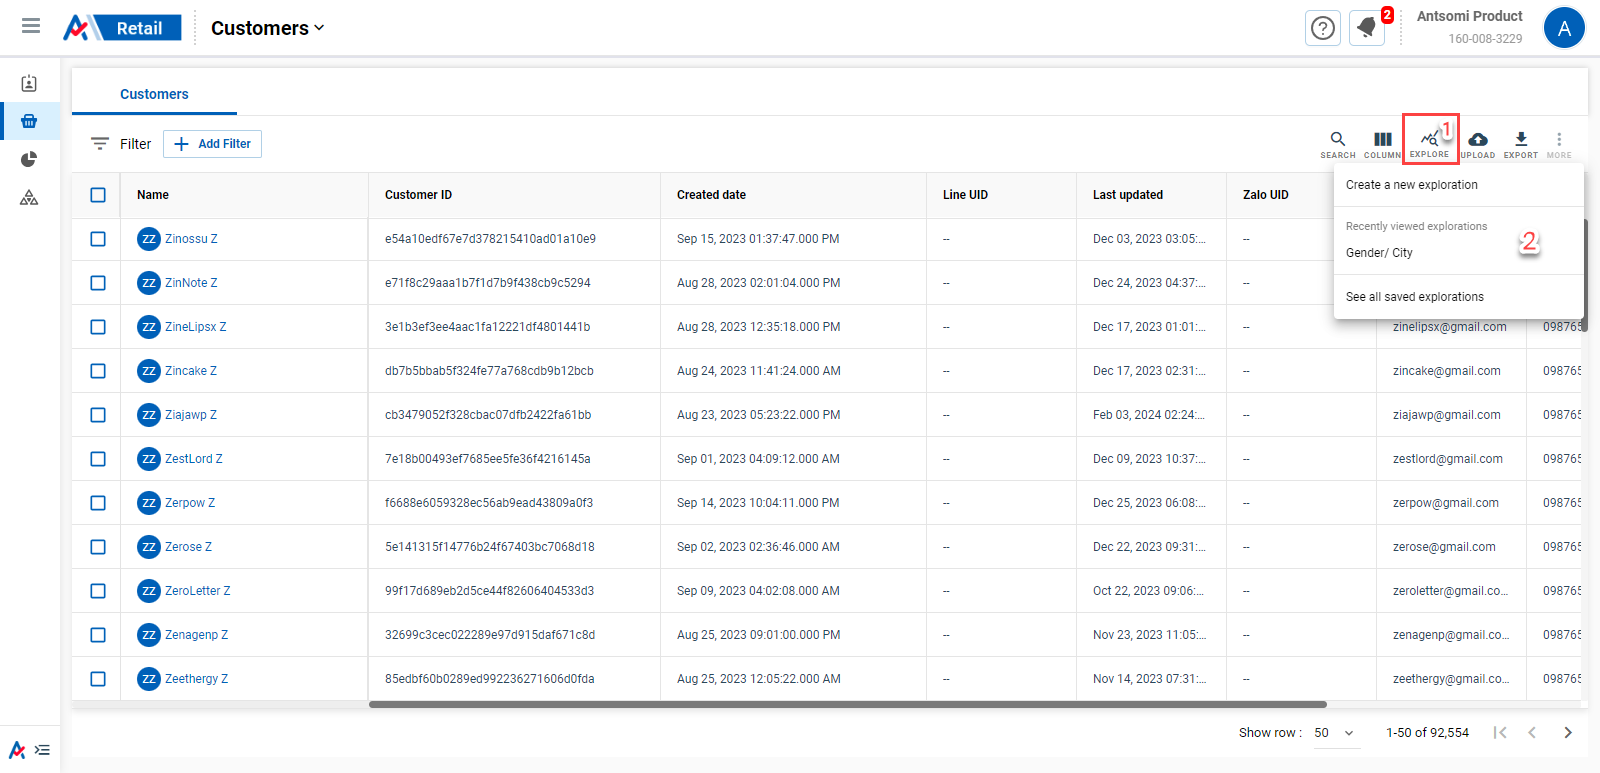 Retail
Customers
2
Antsomi Product
160-008-3229
A
Customers
Filter
Add Filter
SEARCH
COLUMN
EXPLORE
1
UPLOAD
EXPORT
MORE
Create a new exploration
Recently viewed explorations
Gender/ City
2
See all saved explorations
Name Customer ID Created date Line UID Last updated Zalo UID
ZZ Zinossu Z e54a10edf67e7d378215410ad01a10e9 Sep 15, 2023 01:37:47.000 PM -- Dec 03, 2023 03:05:... --
ZZ ZinNote Z e71f8c29aaa1b7f1d7b9f438cb9c5294 Aug 28, 2023 02:01:04.000 PM -- Dec 24, 2023 04:37:... --
ZZ ZineLipsx Z 3e1b3ef3ee4aac1fa12221df4801441b Aug 28, 2023 12:35:18.000 PM -- Dec 17, 2023 01:01:... -- zinelipsx@gmail.com 098765
ZZ Zincake Z db7b5bbab5f324fe77a768cdb9b12bcb Aug 24, 2023 11:41:24.000 AM -- Dec 17, 2023 02:31:... -- zincake@gmail.com 098765
ZZ Ziajawp Z cb3479052f328cbac07dfb2422fa61bb Aug 23, 2023 05:23:22.000 PM -- Feb 03, 2024 02:24:... -- ziajawp@gmail.com 098765
ZZ ZestLord Z 7e18b00493ef7685ee5fe36f4216145a Sep 01, 2023 04:09:12.000 AM -- Dec 09, 2023 10:37:... -- zestlord@gmail.com 098765
ZZ Zerpow Z f6688e6059328ec56ab9ead43809a0f3 Sep 14, 2023 10:04:11.000 PM -- Dec 25, 2023 06:08:... -- zerpow@gmail.com 098765
ZZ Zerose Z 5e141315f14776b24f67403bc7068d18 Sep 02, 2023 02:36:46.000 AM -- Dec 22, 2023 09:31:... -- zerose@gmail.com 098765
ZZ ZeroLetter Z 99f17d689eb2d5ce44f82606404533d3 Sep 09, 2023 04:02:08.000 AM -- Oct 22, 2023 09:06:... -- zeroletter@gmail.co... 098765
ZZ Zenagenp Z 32699c3cec022289e97d915daf671c8d Aug 25, 2023 09:01:00.000 PM -- Nov 23, 2023 11:05:... -- zenagenp@gmail.co... 098765
ZZ Zeethergy Z 85edbf60b0289ed992236271606d0fda Aug 25, 2023 12:05:22.000 AM -- Nov 14, 2023 07:31:... -- zeethergy@gmail.co... 098765
Show row : 50 1-50 of 92,554